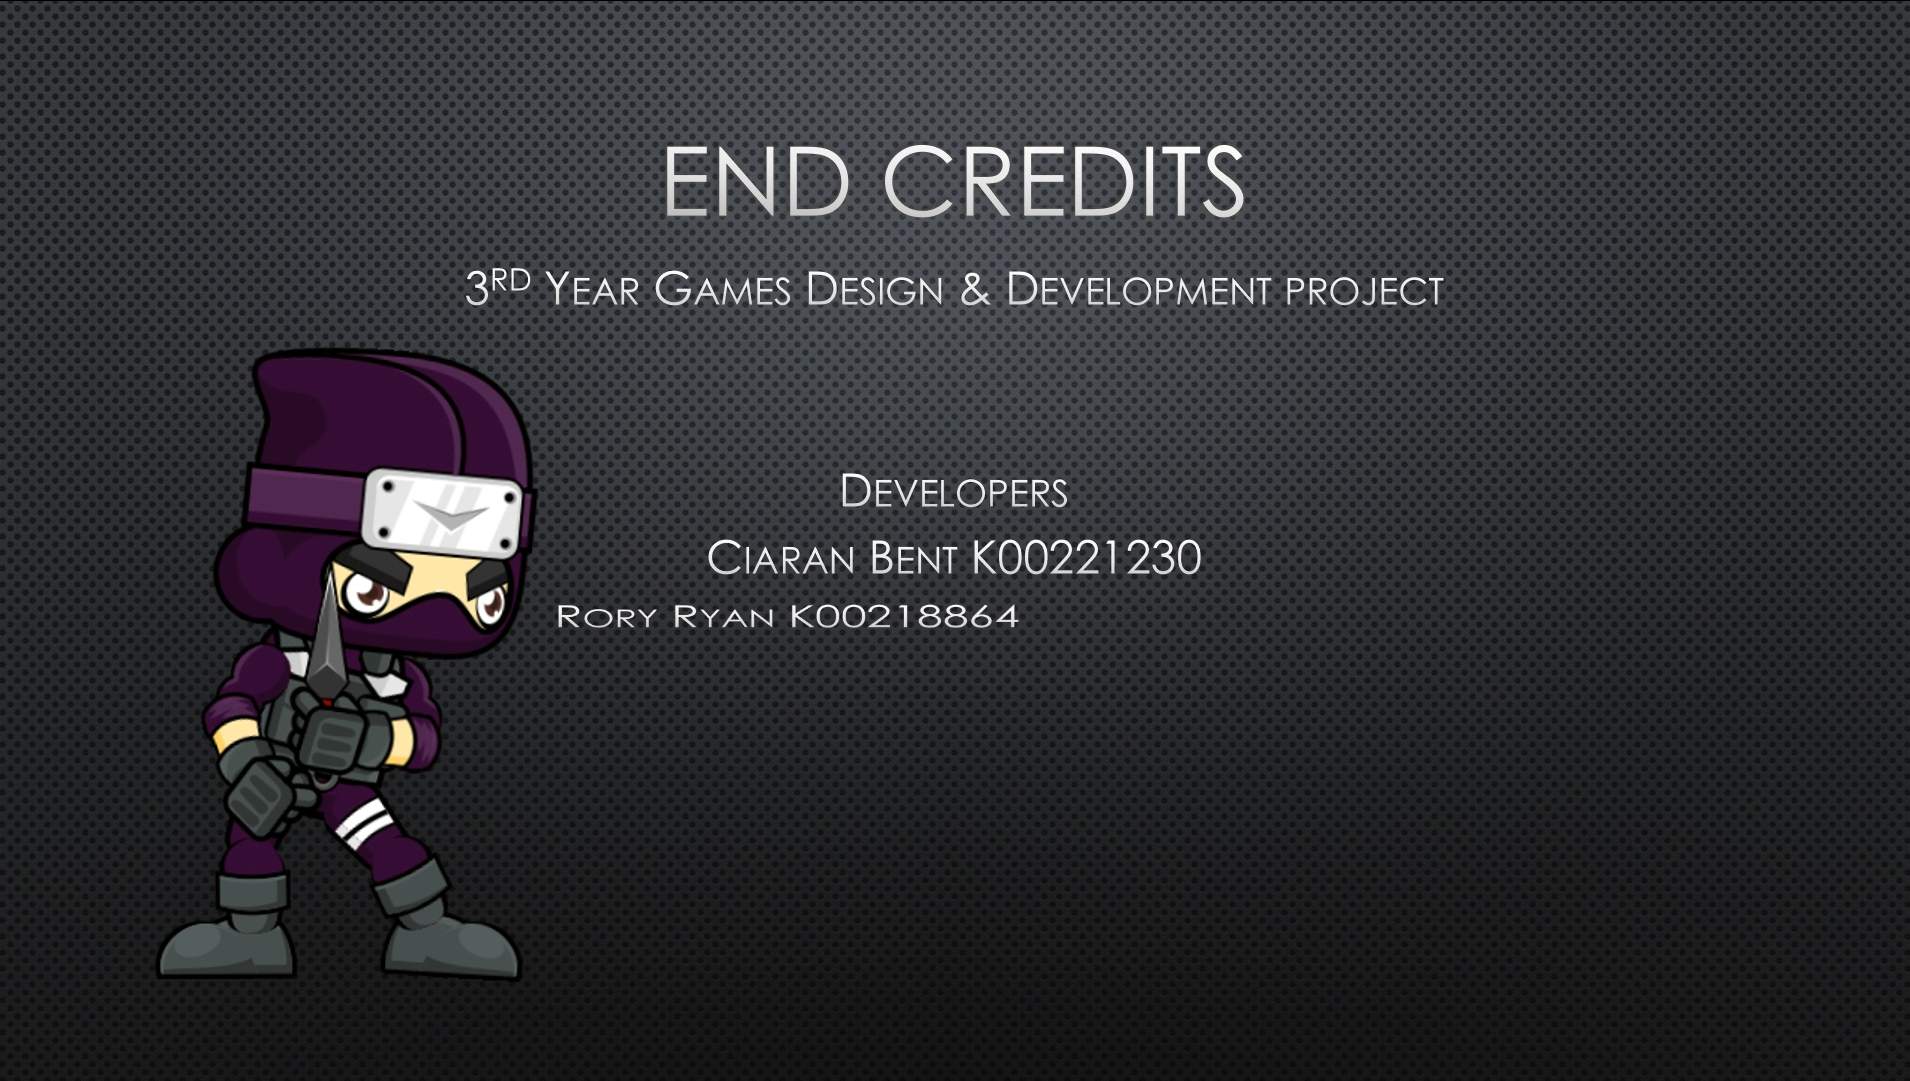 END CREDITS
3RD YEAR GAMES DESIGN & DEVELOPMENT PROJECT
DEVELOPERS
CIARAN BENT K00221230
RORY RYAN K00218864